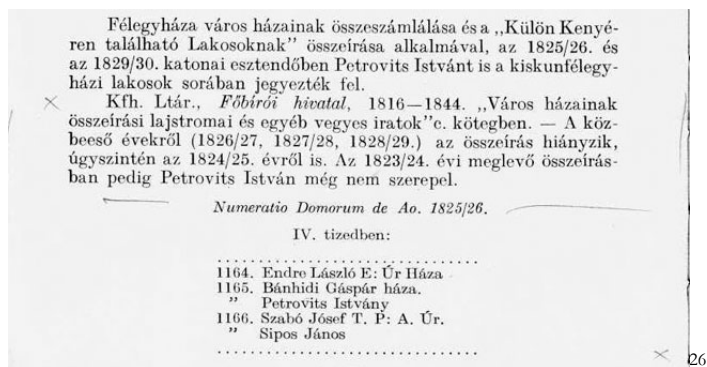 Félegyháza város házainak összeszámlálása és a „Külön Kenyé-
ren található Lakosoknak” összeírása alkalmával, az 1825/26. és
az 1829/30. katonai esztendőben Petrovits Istvánt is a kiskunfélegy-
házi lakosok sorában jegyezték fel.
Kfh. Ltár., Főbírói hivatal, 1816—1844. „Város házainak
összeírási lajstromai és egyéb vegyes iratok”c. kötegben. — A köz-
beeső évekről (1826/27, 1827/28, 1828/29.) az összeírás hiányzik,
úgyszintén az 1824/25. évről is. Az 1823/24. évi meglevő összeírás-
ban pedig Petrovits István még nem szerepel.
Numeratio Domorum de Ao. 1825/26.
IV. tizedben:
................................
1164. Endre László E: Úr Háza
1165. Bánhidi Gáspár háza.
” Petrovits Istvány
1166. Szabó Jósef T. P: A. Úr.
” Sipos János
................................
26